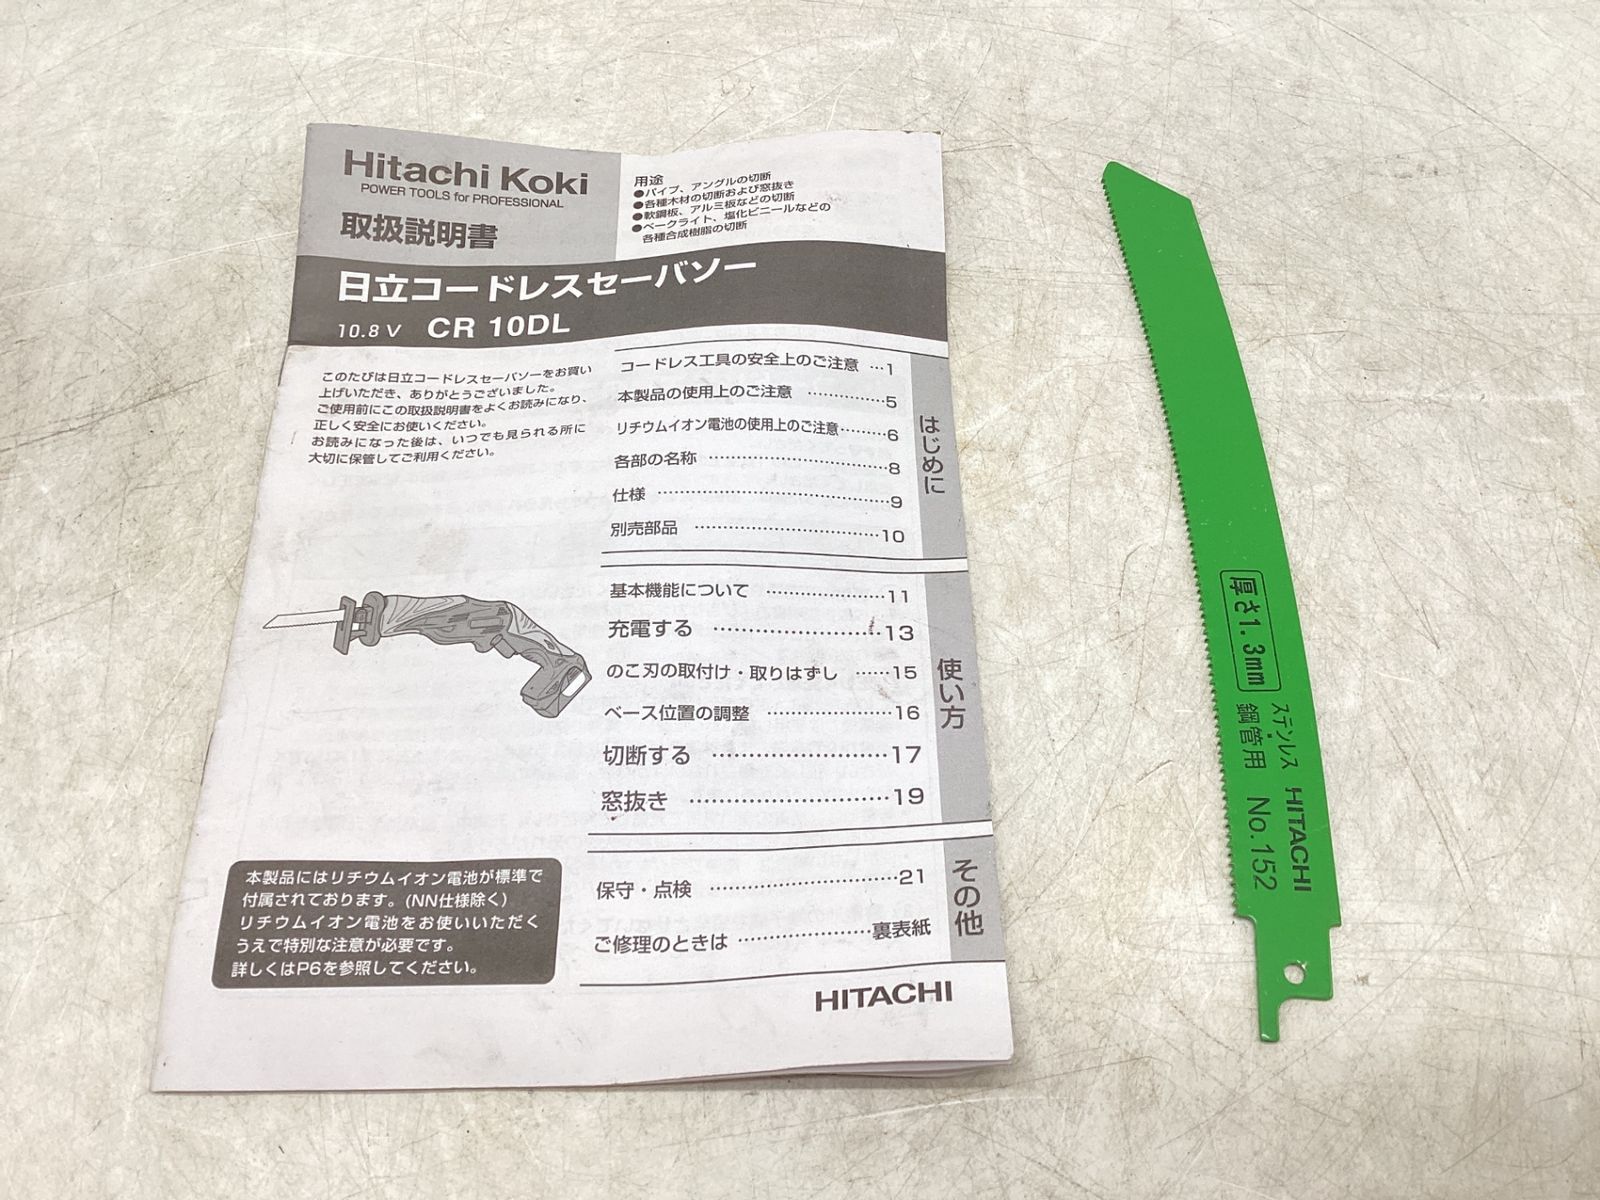 Hitachi Koki
POWER TOOLS for PROFESSIONAL
取扱説明書
用途
●パイプ、アングルの切断
●各種木材の切断および窓抜き
●軟鋼板、アルミ板などの切断
●ベークライト、塩化ビニールなどの
各種合成樹脂の切断
日立コードレスセーバソー
10.8 V CR 10DL
このたびは日立コードレスセーバソーをお買い
上げいただき、ありがとうございました。
ご使用前にこの取扱説明書をよくお読みになり、
正しく安全にお使いください。
お読みになった後は、いつでも見られる所に
大切に保管してご利用ください。
はじめに
コードレス工具の安全上のご注意 …1
本製品の使用上のご注意 ……………5
リチウムイオン電池の使用上のご注意………6
各部の名称 ……………………………8
仕様 ……………………………………9
別売部品 ………………………………10
使い方
基本機能について …………………11
充電する ……………………………13
のこ刃の取付け・取りはずし ……15
ベース位置の調整 …………………16
切断する ……………………………17
窓抜き ………………………………19
その他
保守・点検 ……………………………21
ご修理のときは …………………裏表紙
本製品にはリチウムイオン電池が標準で
付属されております。(NN仕様除く)
リチウムイオン電池をお使いいただく
うえで特別な注意が必要です。
詳しくはP6を参照してください。
HITACHI
厚さ1.3mm
ステンレス
鋼管用
HITACHI
No.152